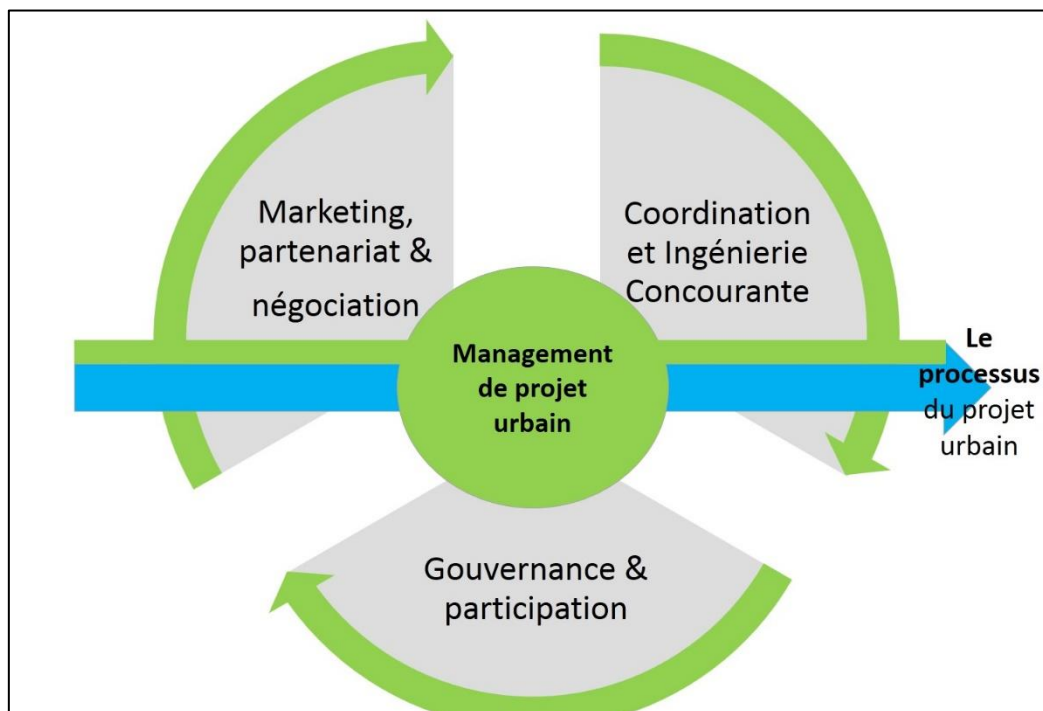 Marketing,
partenariat &
négociation
Coordination
et Ingénierie
Concourante
Management
de projet
urbain
Le
processus
du projet
urbain
Gouvernance &
participation